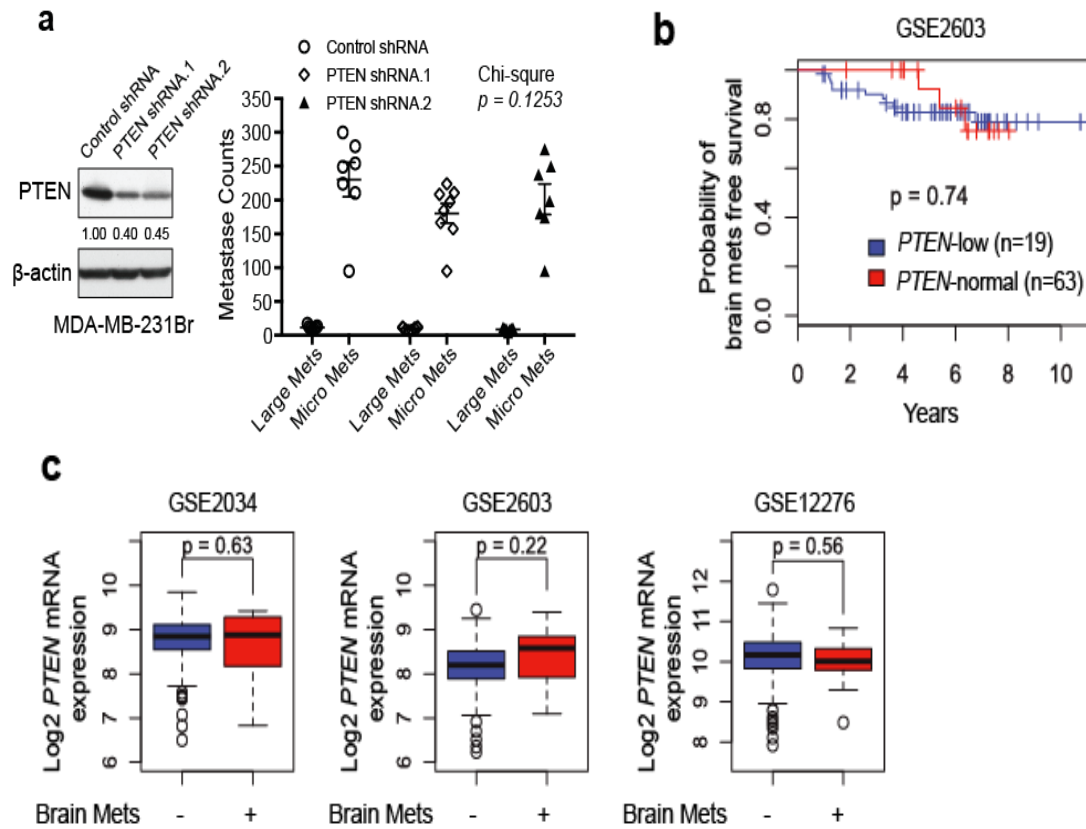 a
Control shRNA
PTEN shRNA.1
PTEN shRNA.2
PTEN
1.00 0.40 0.45
β-actin
MDA-MB-231Br
Control shRNA
PTEN shRNA.1
PTEN shRNA.2
Chi-squre
p = 0.1253
Metastase Counts
350
300
250
200
150
100
50
0
Large Mets
Micro Mets
Large Mets
Micro Mets
Large Mets
Micro Mets
b
GSE2603
Probability of
brain mets free survival
0.8
0.4
0.0
p = 0.74
PTEN-low (n=19)
PTEN-normal (n=63)
0 2 4 6 8 10
Years
c
GSE2034
Log2 PTEN mRNA
expression
10
9
8
7
6
p = 0.63
Brain Mets - +
GSE2603
Log2 PTEN mRNA
expression
10
9
8
7
6
p = 0.22
Brain Mets - +
GSE12276
Log2 PTEN mRNA
expression
12
11
10
9
8
p = 0.56
Brain Mets - +